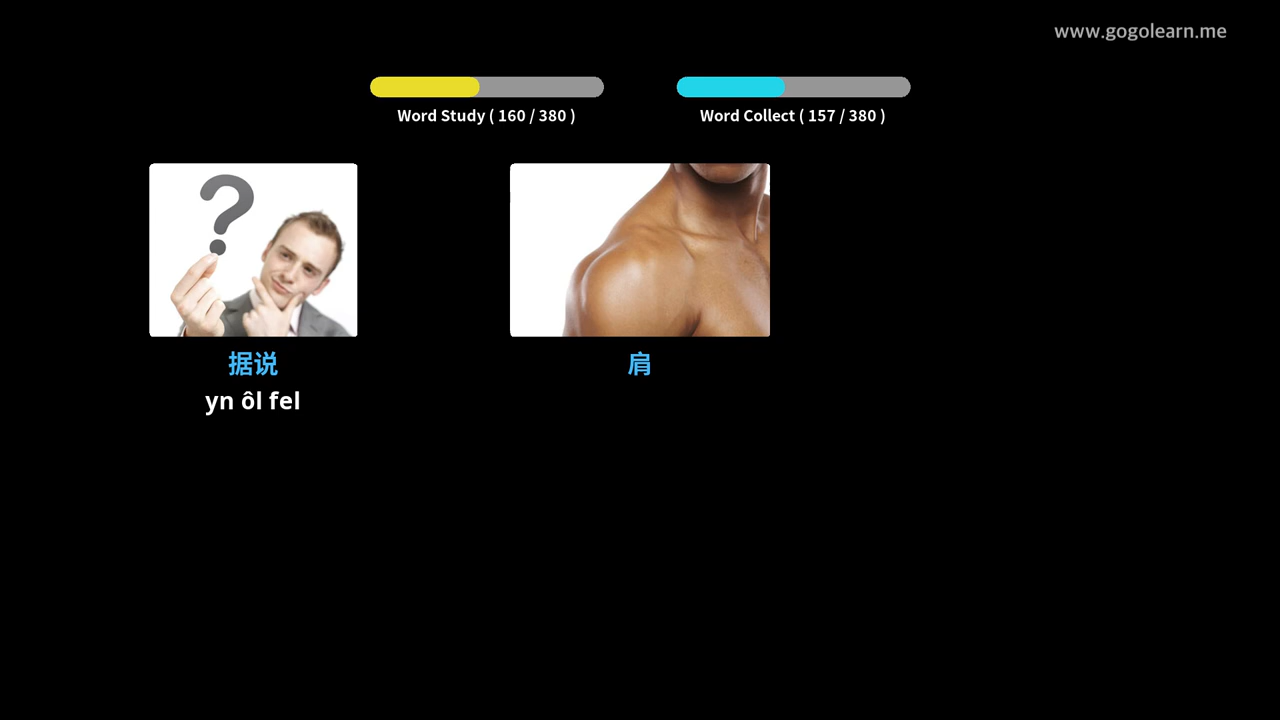 www.gogolearn.me
Word Study ( 160 / 380 )
Word Collect ( 157 / 380 )
据说
yn ôl fel
肩